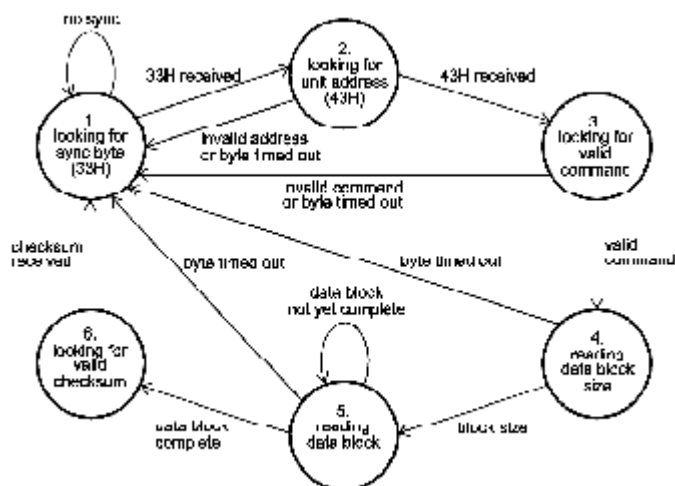 no sync
33H received
2.
looking for
unit address
(43H)
43H received
1
looking for
sync byte
(33H)
invalid address
or byte timed out
3
looking for
valid
command
invalid command
or byte timed out
checksum
received
byte timed out
byte timed out
valid
command
data block
not yet complete
6.
looking for
valid
checksum
4.
reading
data block
size
data block
complete
5.
reading
data block
block size